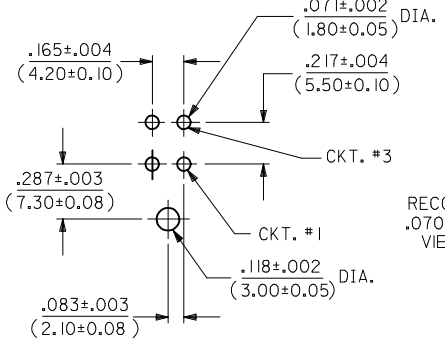 .071±.002
(1.80±0.05) DIA.
.165±.004
(4.20±0.10)
.217±.004
(5.50±0.10)
CKT. #3
.287±.003
(7.30±0.08)
CKT. #1
.118±.002
(3.00±0.05) DIA.
.083±.003
(2.10±0.08)
.070
VIE